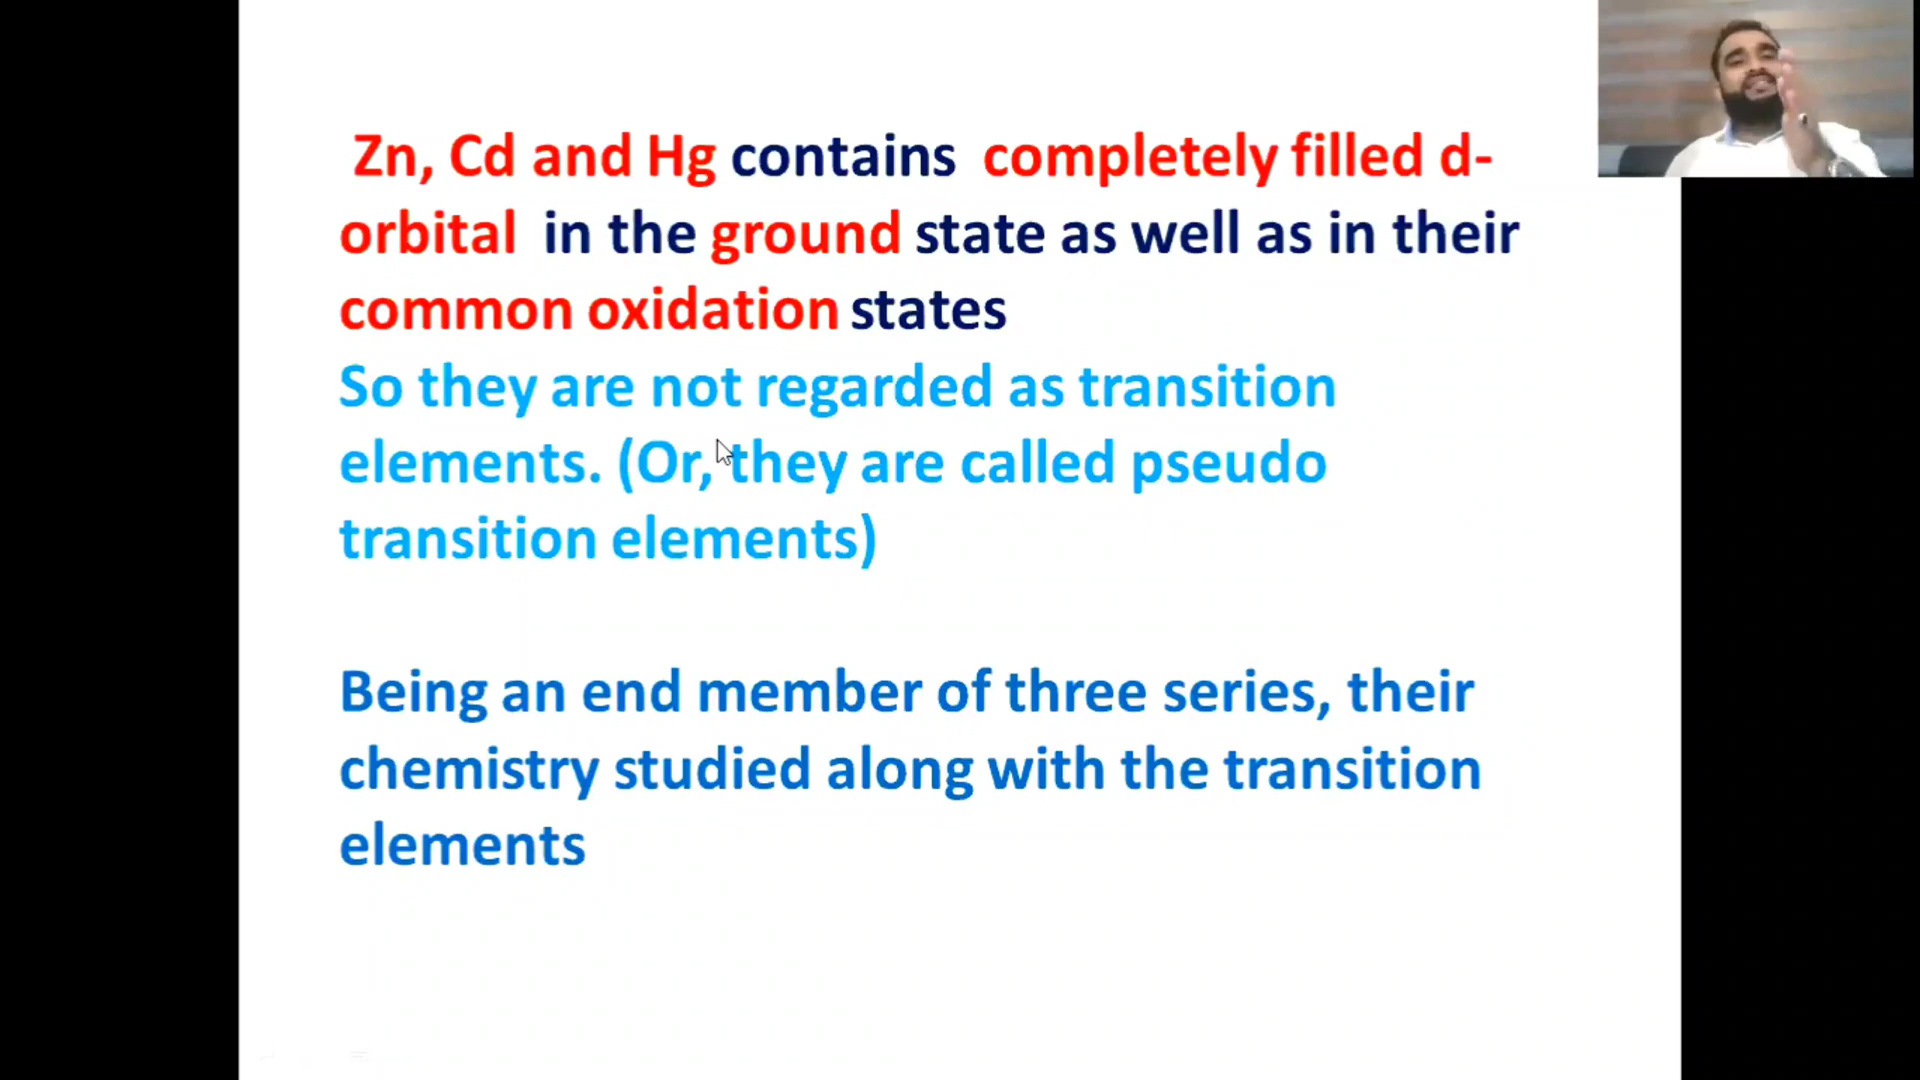 Zn, Cd and Hg contains completely filled d-
orbital in the ground state as well as in their
common oxidation states
So they are not regarded as transition
elements. (Or, they are called pseudo
transition elements)
Being an end member of three series, their
chemistry studied along with the transition
elements